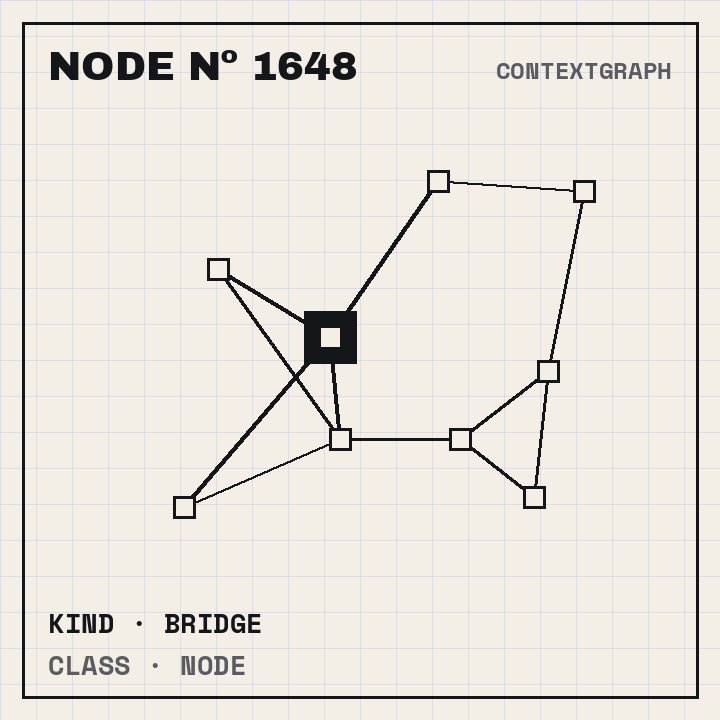 NODE Nº 1648
CONTEXTGRAPH
KIND · BRIDGE
CLASS · NODE